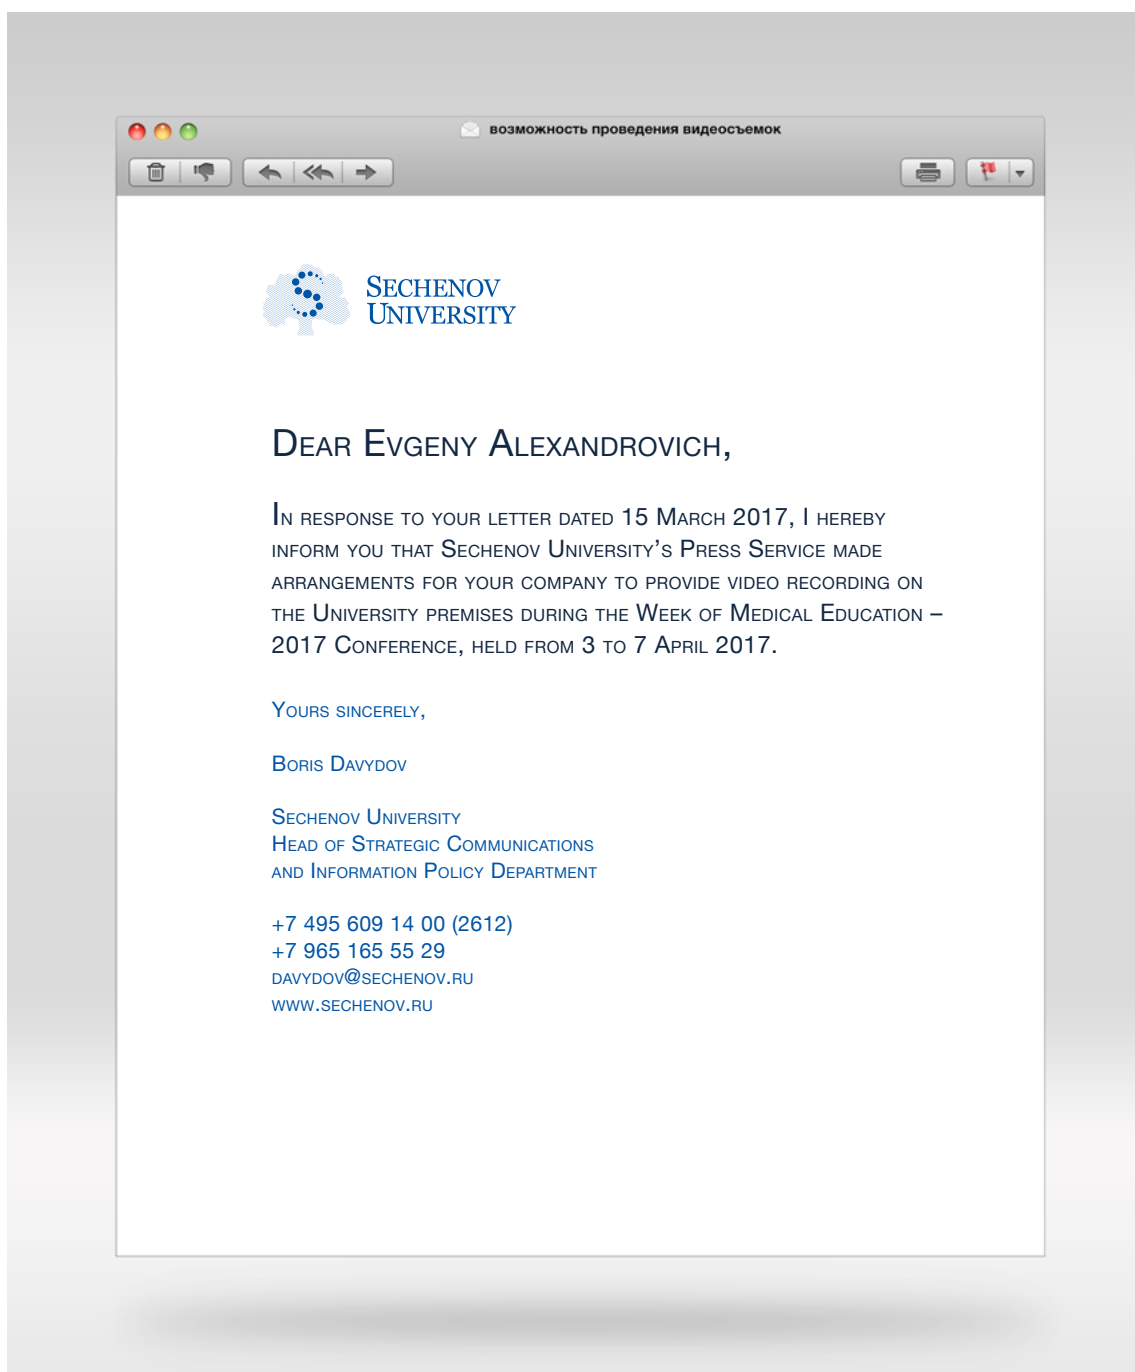 возможность проведения видеосъемок
Sechenov
University
Dear Evgeny Alexandrovich,
In response to your letter dated 15 March 2017, I hereby
inform you that Sechenov University's Press Service made
arrangements for your company to provide video recording on
the University premises during the Week of Medical Education –
2017 Conference, held from 3 to 7 April 2017.
Yours sincerely,
Boris Davydov
Sechenov University
Head of Strategic Communications
and Information Policy Department
+7 495 609 14 00 (2612)
+7 965 165 55 29
davydov@sechenov.ru
www.sechenov.ru